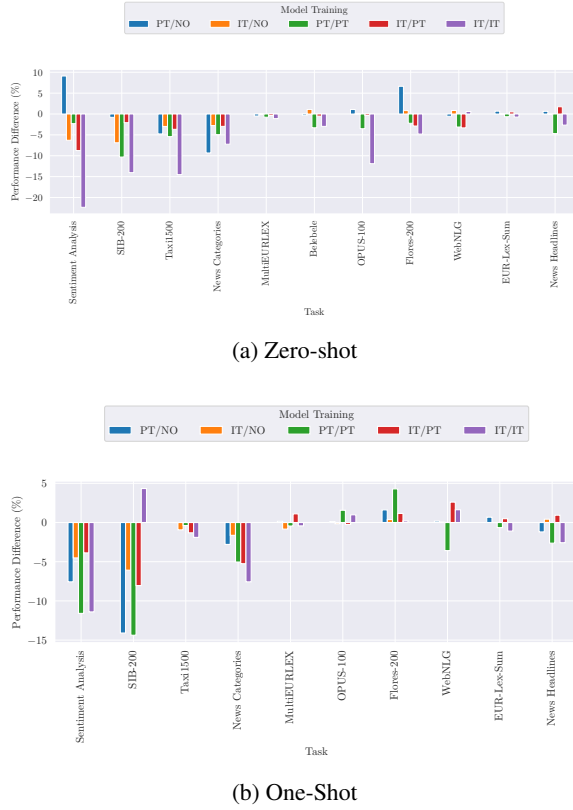 Model Training
PT/NO IT/NO PT/PT IT/PT IT/IT
Performance Difference (%)
10
5
0
−5
−10
−15
−20
Sentiment Analysis
SIB-200
Taxi1500
News Categories
MultiEURLEX
Belebele
OPUS-100
Flores-200
WebNLG
EUR-Lex-Sum
News Headlines
Task
(a) Zero-shot
Model Training
PT/NO IT/NO PT/PT IT/PT IT/IT
Performance Difference (%)
5
0
−5
−10
−15
Sentiment Analysis
SIB-200
Taxi1500
News Categories
MultiEURLEX
OPUS-100
Flores-200
WebNLG
EUR-Lex-Sum
News Headlines
Task
(b) One-Shot